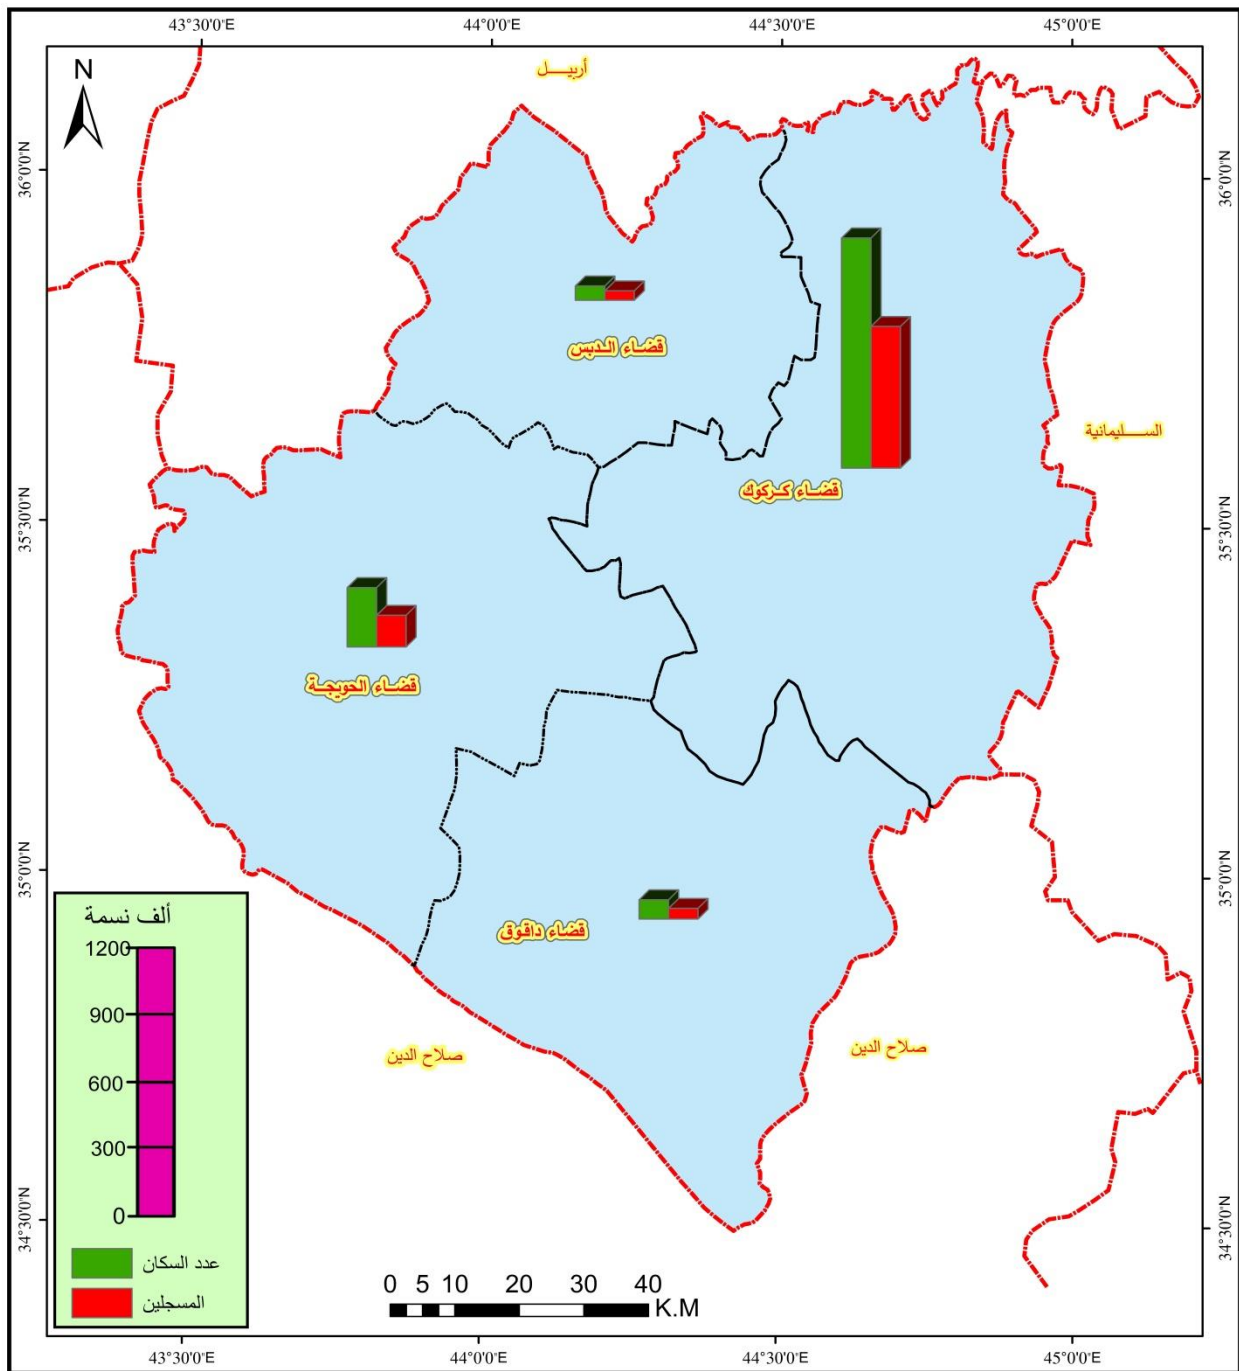 43°30'0"E 44°0'0"E 44°30'0"E 45°0'0"E
N
أربيـــل
36°0'0"N
36°0'0"N
قضاء الدبس
السـليمانية
قضاء كركوك
35°30'0"N
35°30'0"N
قضاء الحويجة
35°0'0"N
35°0'0"N
قضاء داقوق
صلاح الدين
صلاح الدين
ألف نسمة
1200
900
600
300
0
عدد السكان
المسجلين
34°30'0"N
34°30'0"N
0 5 10 20 30 40
K.M
43°30'0"E 44°0'0"E 44°30'0"E 45°0'0"E